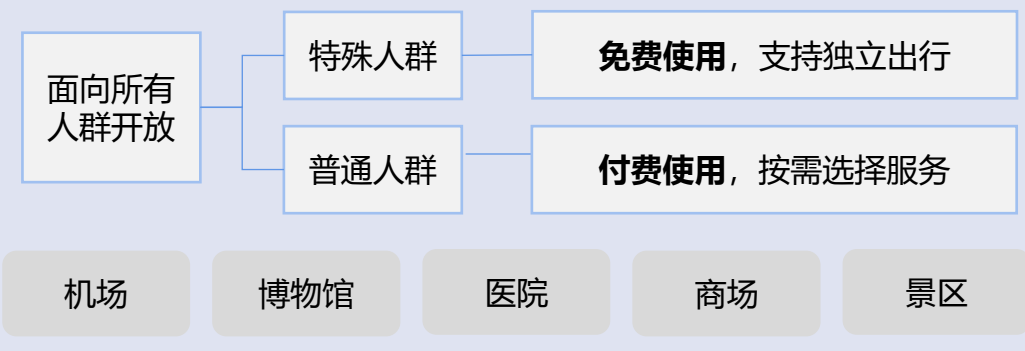 面向所有
人群开放
特殊人群
免费使用，支持独立出行
普通人群
付费使用，按需选择服务
机场
博物馆
医院
商场
景区